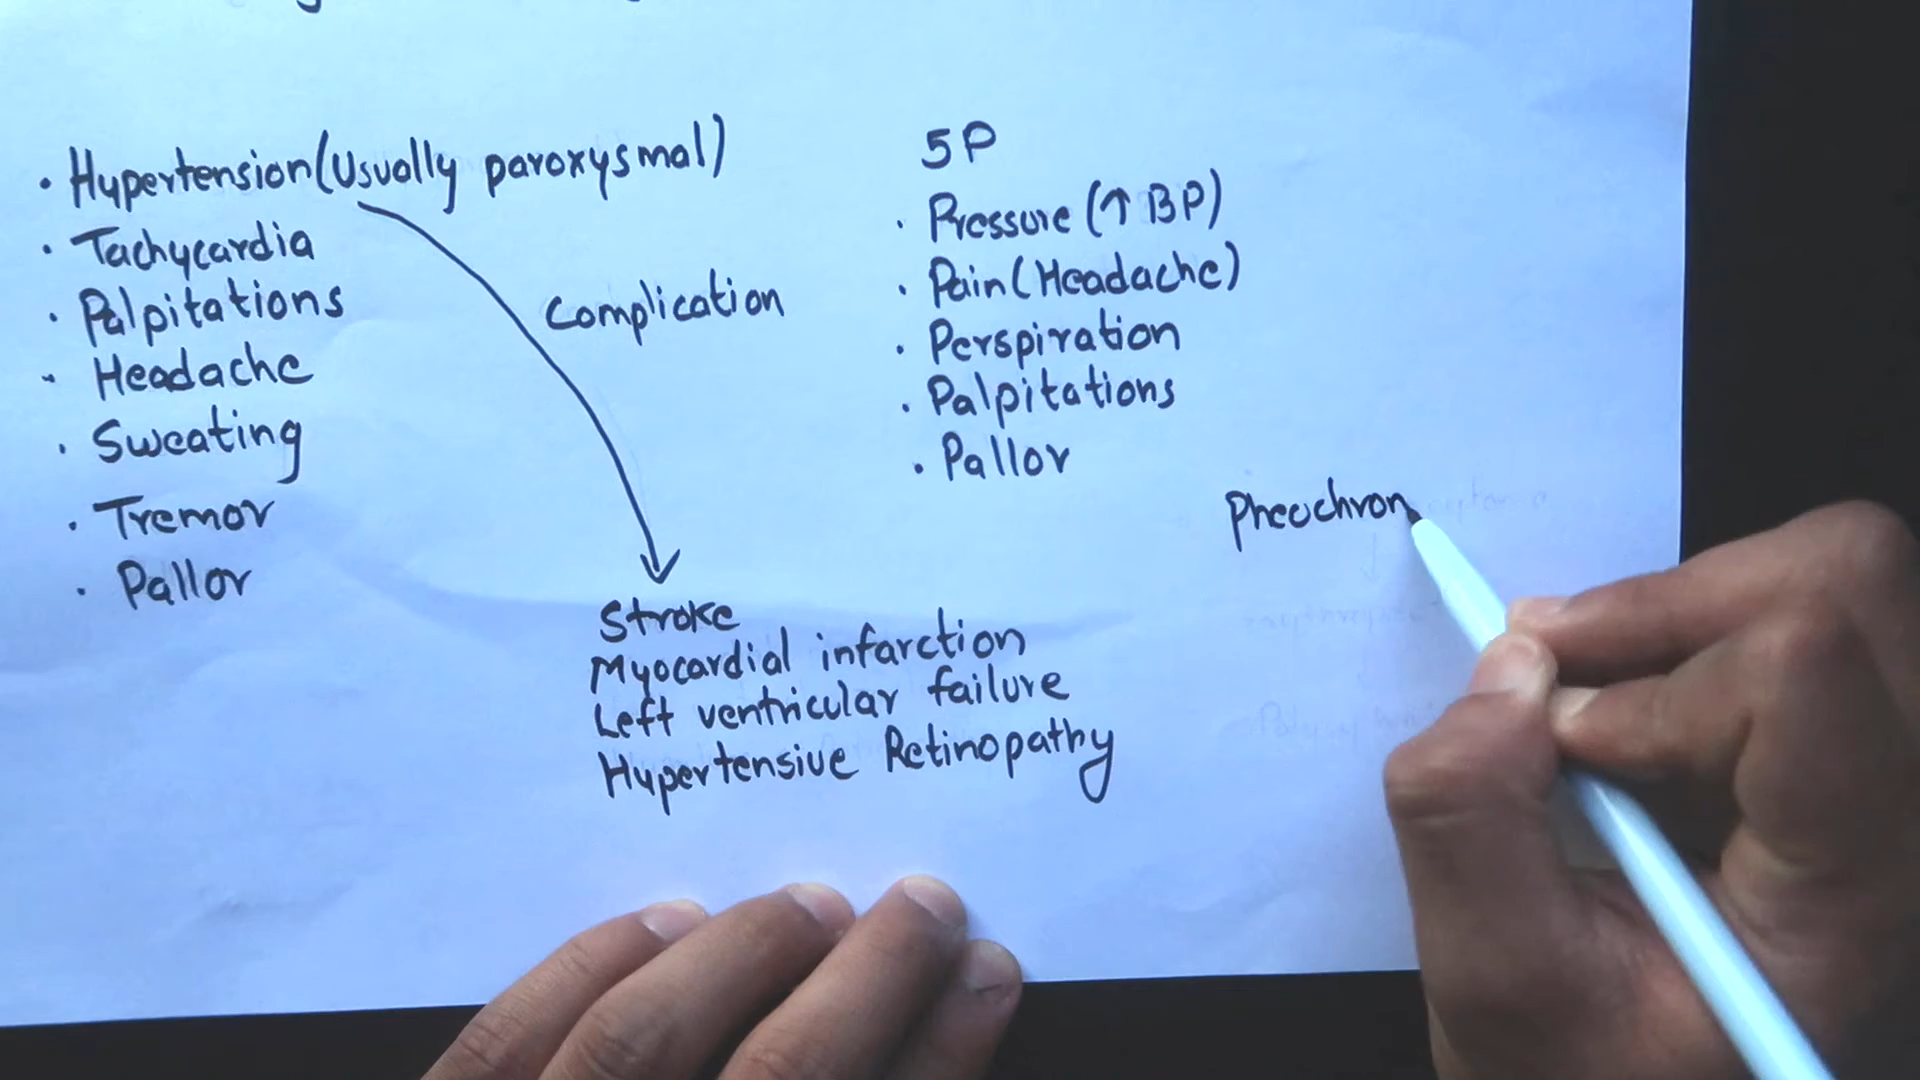 • Hypertension (Usually paroxysmal)
• Tachycardia
• Palpitations
• Headache
• Sweating
• Tremor
• Pallor
Complication
Stroke
Myocardial infarction
Left ventricular failure
Hypertensive Retinopathy
5P
• Pressure (↑ BP)
• Pain (Headache)
• Perspiration
• Palpitations
• Pallor
Pheochrom